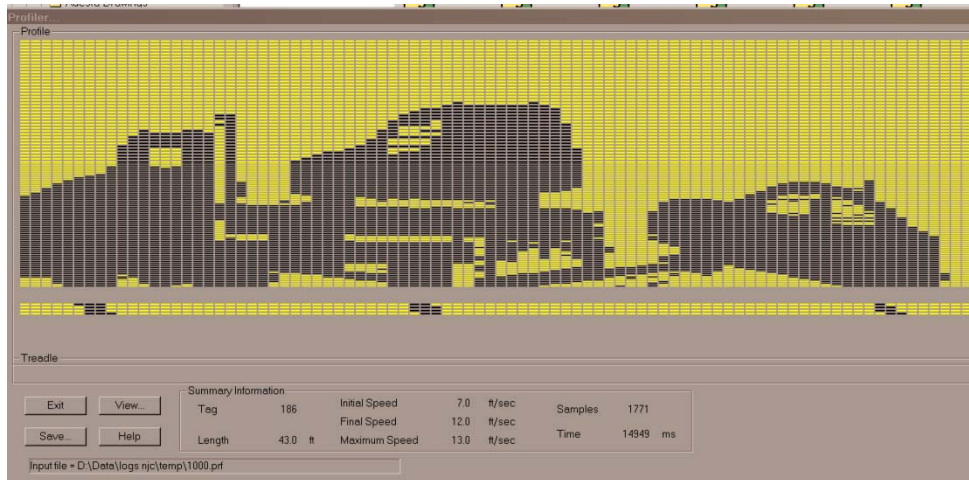 Adesta Drawings
Profiler...
Profile
Treadle
Exit View... Save... Help
Summary Information
Tag 186 Initial Speed 7.0 ft/sec Samples 1771
Final Speed 12.0 ft/sec
Length 43.0 ft Maximum Speed 13.0 ft/sec Time 14949 ms
Input file = D:\Data\logs njc\temp\1000.prf